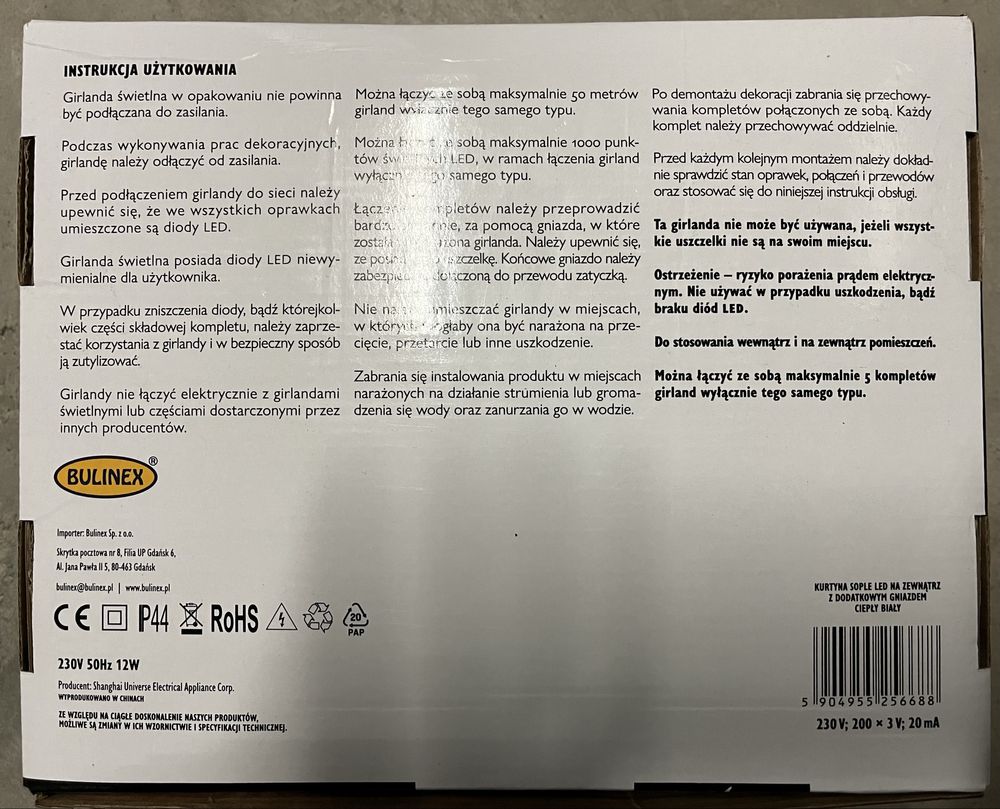 INSTRUKCJA UŻYTKOWANIA
Girlanda świetlna w opakowaniu nie powinna
być podłączana do zasilania.
Podczas wykonywania prac dekoracyjnych,
girlandę należy odłączyć od zasilania.
Przed podłączeniem girlandy do sieci należy
upewnić się, że we wszystkich oprawkach
umieszczone są diody LED.
Girlanda świetlna posiada diody LED niewy-
mienialne dla użytkownika.
W przypadku zniszczenia diody, bądź którejkol-
wiek części składowej kompletu, należy zaprze-
stać korzystania z girlandy i w bezpieczny sposób
ją zutylizować.
Girlandy nie łączyć elektrycznie z girlandami
świetlnymi lub częściami dostarczonymi przez
innych producentów.
Można łączyć ze sobą maksymalnie 50 metrów
girland wyłącznie tego samego typu.
Można łączyć ze sobą maksymalnie 1000 punk-
tów LED, w ramach łączenia girland
samego typu.
kompletów należy przeprowadzić
za pomocą gniazda, w które
została girlanda. Należy upewnić się,
że uszczelkę. Końcowe gniazdo należy
dołączoną do przewodu zatyczką.
Nie umieszczać girlandy w miejscach,
w których mogłaby ona być narażona na prze-
cięcie, przetarcie lub inne uszkodzenie.
Zabrania się instalowania produktu w miejscach
narażonych na działanie strumienia lub groma-
dzenia się wody oraz zanurzania go w wodzie.
Po demontażu dekoracji zabrania się przechowy-
wania kompletów połączonych ze sobą. Każdy
komplet należy przechowywać oddzielnie.
Przed każdym kolejnym montażem należy dokład-
nie sprawdzić stan oprawek, połączeń i przewodów
oraz stosować się do niniejszej instrukcji obsługi.
Ta girlanda nie może być używana, jeżeli wszyst-
kie uszczelki nie są na swoim miejscu.
Ostrzeżenie – ryzyko porażenia prądem elektrycz-
nym. Nie używać w przypadku uszkodzenia, bądź
braku diód LED.
Do stosowania wewnątrz i na zewnątrz pomieszczeń.
Można łączyć ze sobą maksymalnie 5 kompletów
girland wyłącznie tego samego typu.
BULINEX®
Importer: Bulinex Sp. z o.o.
Skrytka pocztowa nr 8, Filia UP Gdańsk 6,
Al. Jana Pawła II 5, 80-463 Gdańsk
bulinex@bulinex.pl | www.bulinex.pl
CE IP44 RoHS 20 PAP
230V 50Hz 12W
Producent: Shanghai Universe Electrical Appliance Corp.
WYPRODUKOWANO W CHINACH
ZE WZGLĘDU NA CIĄGŁE DOSKONALENIE NASZYCH PRODUKTÓW,
MOŻLIWE SĄ ZMIANY W ICH WZORNICTWIE I SPECYFIKACJI TECHNICZNEJ.
KURTYNA SOPLE LED NA ZEWNĄTRZ
Z DODATKOWYM GNIAZDEM
CIEPŁY BIAŁY
5 904955 256688
230 V; 200 × 3 V; 20 mA